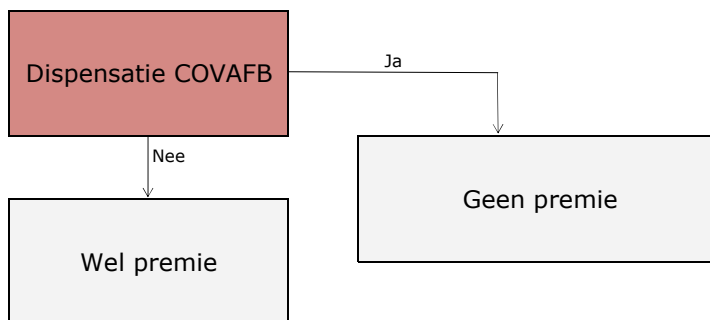 Dispensatie COVAFB
Ja
Nee
Geen premie
Wel premie